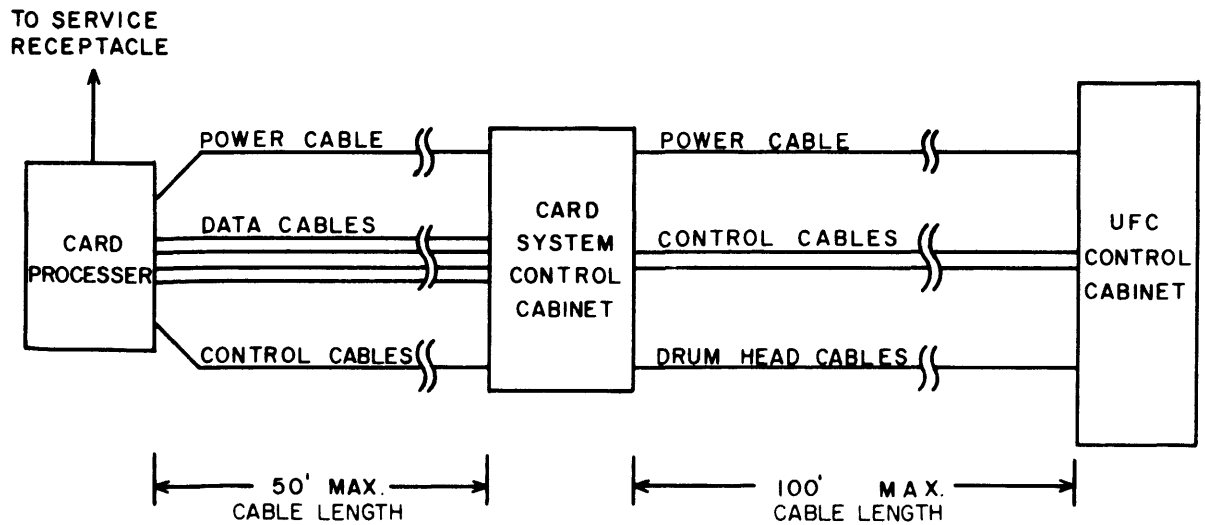 TO SERVICE
RECEPTACLE
POWER CABLE
DATA CABLES
CONTROL CABLES
CARD
PROCESSER
CARD
SYSTEM
CONTROL
CABINET
POWER CABLE
CONTROL CABLES
DRUM HEAD CABLES
UFC
CONTROL
CABINET
50' MAX.
CABLE LENGTH
100' MAX.
CABLE LENGTH